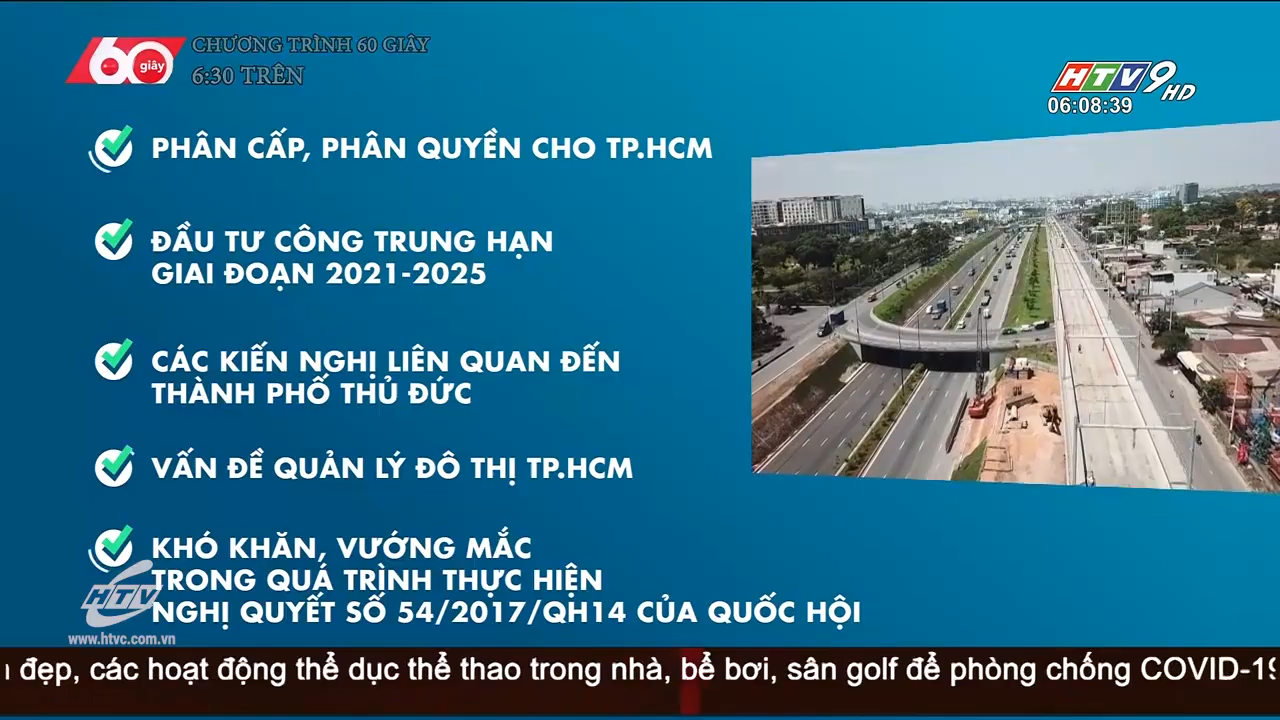 60 giây
CHƯƠNG TRÌNH 60 GIÂY
6:30 TRÊN
HTV9 HD
06:08:39
PHÂN CẤP, PHÂN QUYỀN CHO TP.HCM
ĐẦU TƯ CÔNG TRUNG HẠN
GIAI ĐOẠN 2021-2025
CÁC KIẾN NGHỊ LIÊN QUAN ĐẾN
THÀNH PHỐ THỦ ĐỨC
VẤN ĐỀ QUẢN LÝ ĐÔ THỊ TP.HCM
KHÓ KHĂN, VƯỚNG MẮC
TRONG QUÁ TRÌNH THỰC HIỆN
NGHỊ QUYẾT SỐ 54/2017/QH14 CỦA QUỐC HỘI
HTV
www.htvc.com.vn
đẹp, các hoạt động thể dục thể thao trong nhà, bể bơi, sân golf để phòng chống COVID-19